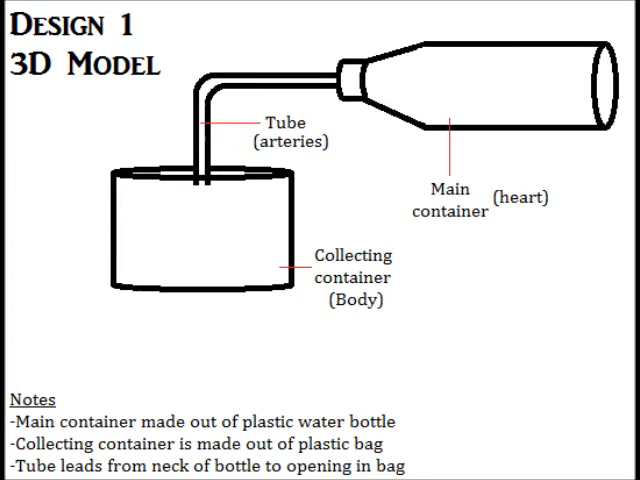 Design 1
3D Model
Tube
(arteries)
Main
container
(heart)
Collecting
container
(Body)
Notes
-Main container made out of plastic water bottle
-Collecting container is made out of plastic bag
-Tube leads from neck of bottle to opening in bag